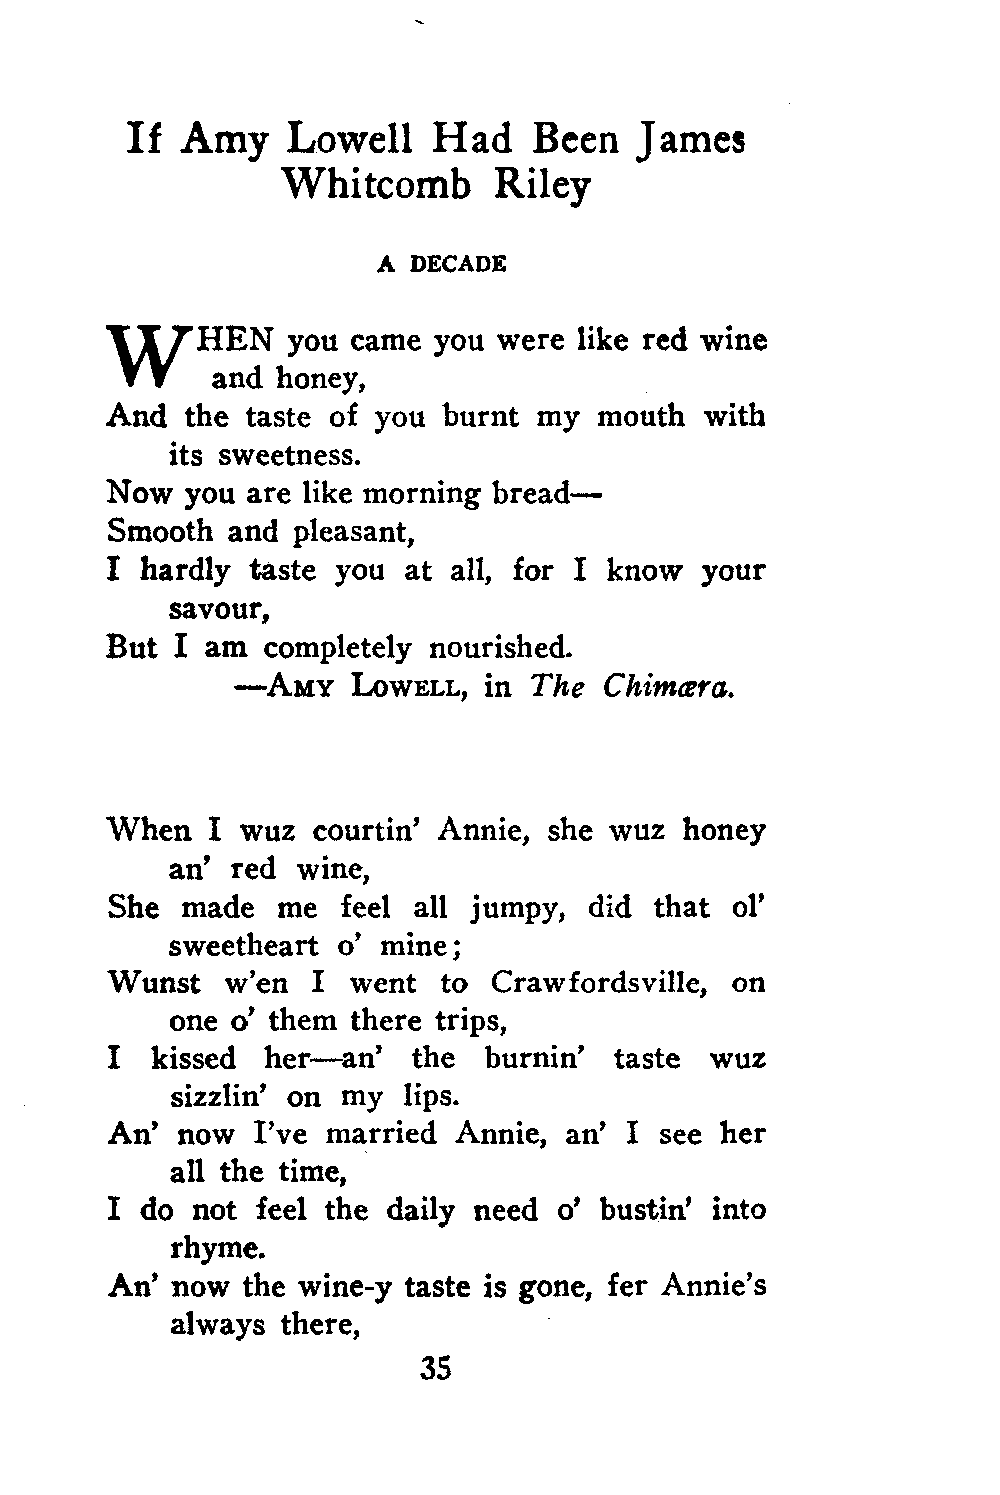 If Amy Lowell Had Been James
Whitcomb Riley
A DECADE
WHEN you came you were like red wine
and honey,
And the taste of you burnt my mouth with
its sweetness.
Now you are like morning bread—
Smooth and pleasant,
I hardly taste you at all, for I know your
savour,
But I am completely nourished.
—AMY LOWELL, in The Chimæra.
When I wuz courtin' Annie, she wuz honey
an' red wine,
She made me feel all jumpy, did that ol'
sweetheart o' mine;
Wunst w'en I went to Crawfordsville, on
one o' them there trips,
I kissed her—an' the burnin' taste wuz
sizzlin' on my lips.
An' now I've married Annie, an' I see her
all the time,
I do not feel the daily need o' bustin' into
rhyme.
An' now the wine-y taste is gone, fer Annie's
always there,
35